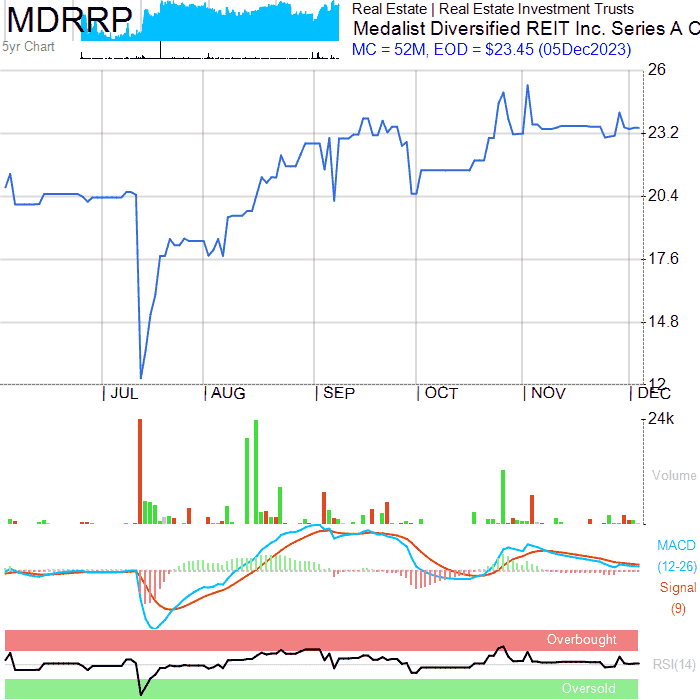 MDRRP
5yr Chart
Real Estate | Real Estate Investment Trusts
Medalist Diversified REIT Inc. Series A C
MC = 52M, EOD = $23.45 (05Dec2023)
26
23.2
20.4
17.6
14.8
12
JUL
AUG
SEP
OCT
NOV
DEC
24k
Volume
MACD
(12-26)
Signal
(9)
Overbought
RSI(14)
Oversold